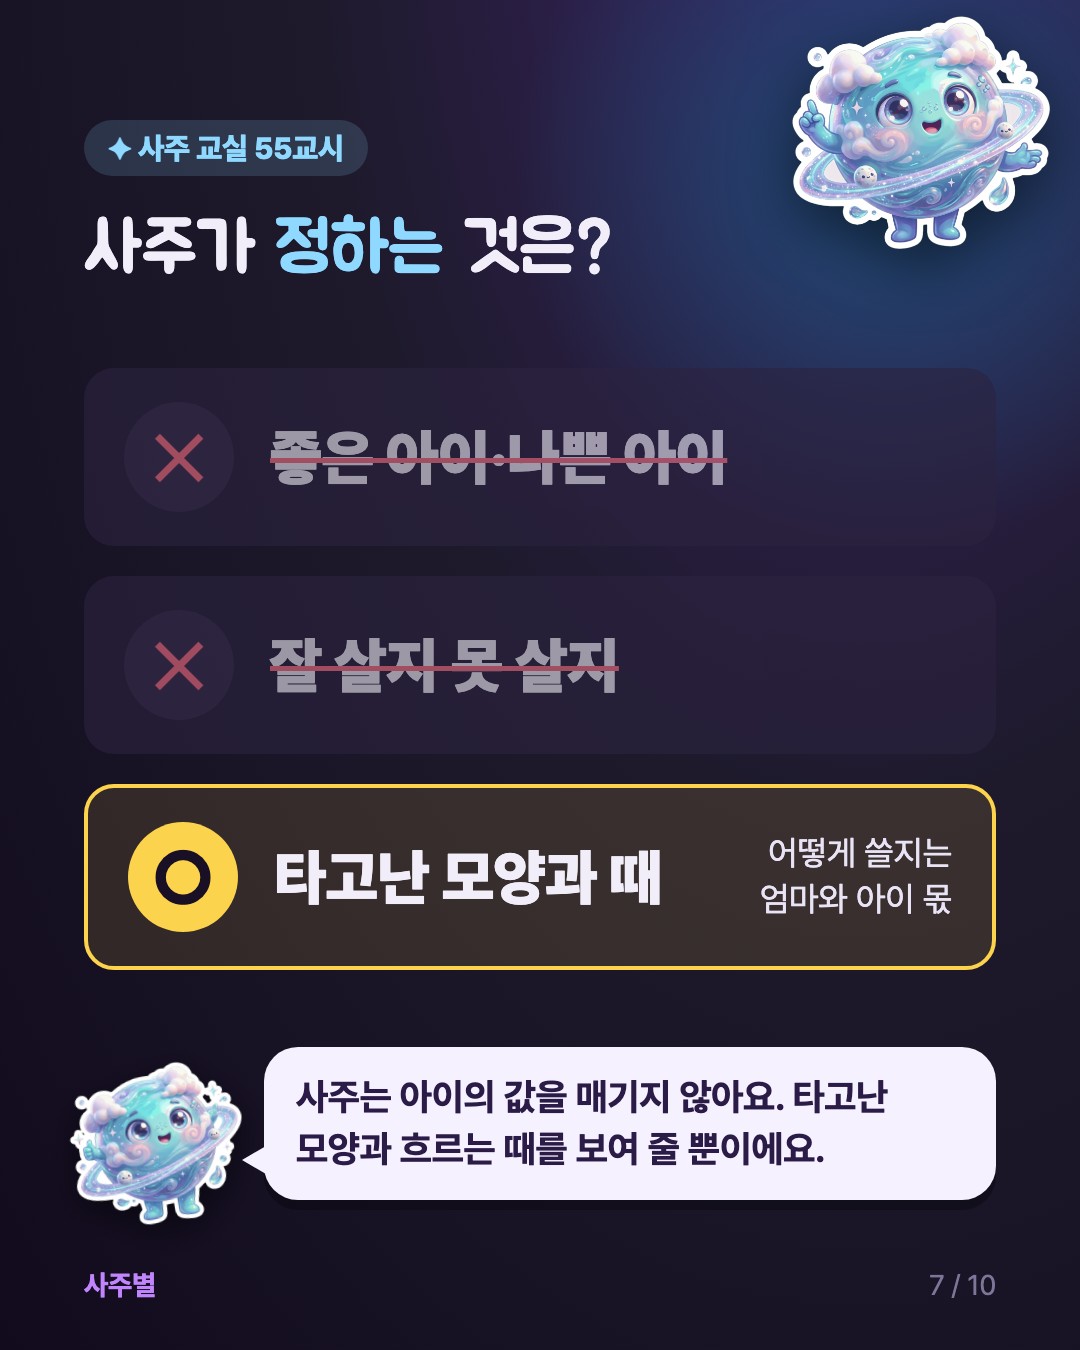 사주 교실 55교시
사주가 정하는 것은?
좋은 아이·나쁜 아이
잘 살지 못 살지
타고난 모양과 때
어떻게 쓸지는
엄마와 아이 몫
사주는 아이의 값을 매기지 않아요. 타고난
모양과 흐르는 때를 보여 줄 뿐이에요.
사주별
7 / 10